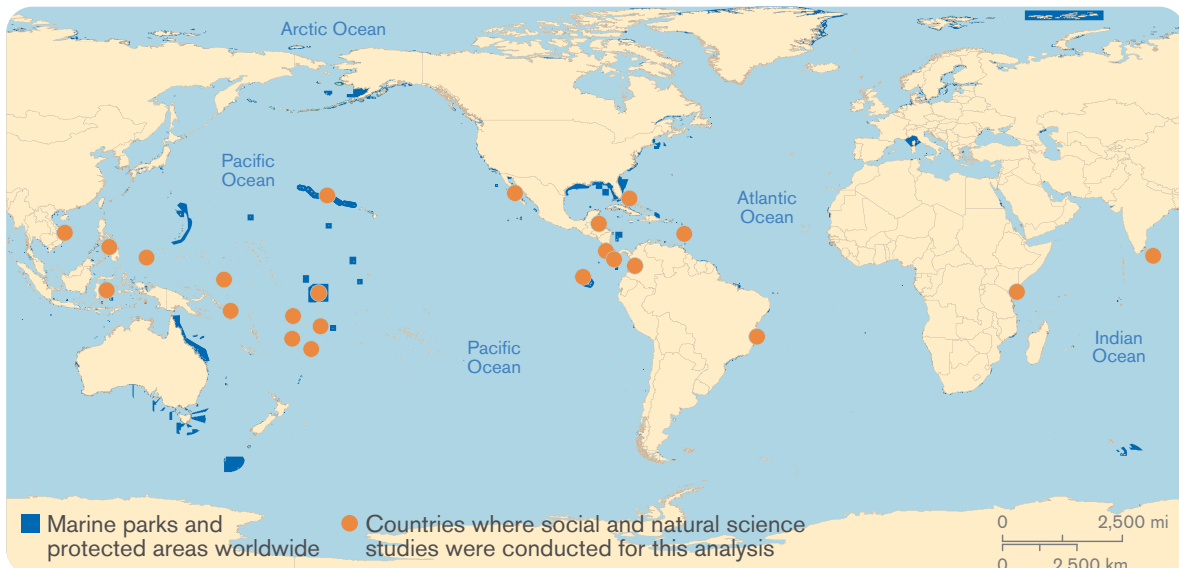 Arctic Ocean
Pacific
Ocean
Atlantic
Ocean
Indian
Ocean
Pacific
Ocean
Marine parks and
protected areas worldwide
Countries where social and natural science
studies were conducted for this analysis
0 2,500 mi
0 2,500 km